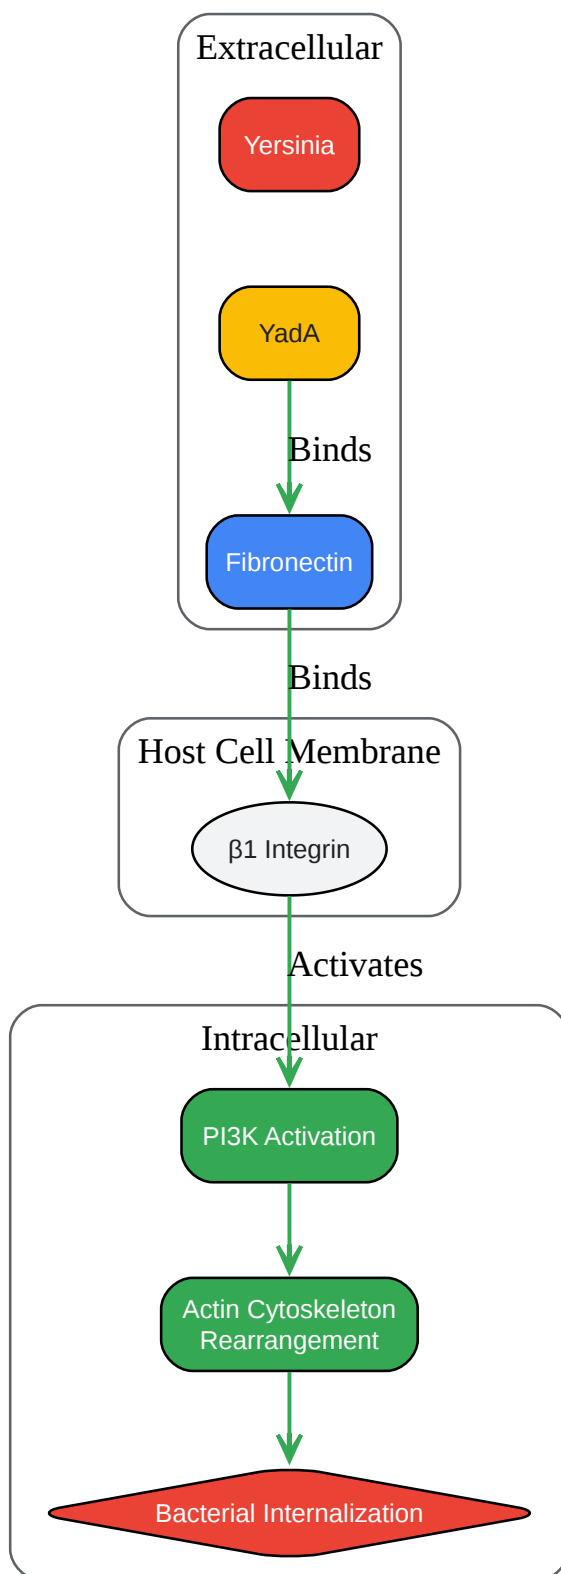 Extracellular
Yersinia
YadA
Binds
Fibronectin
Binds
Host Cell Membrane
β1 Integrin
Activates
Intracellular
PI3K Activation
Actin Cytoskeleton
Rearrangement
Bacterial Internalization